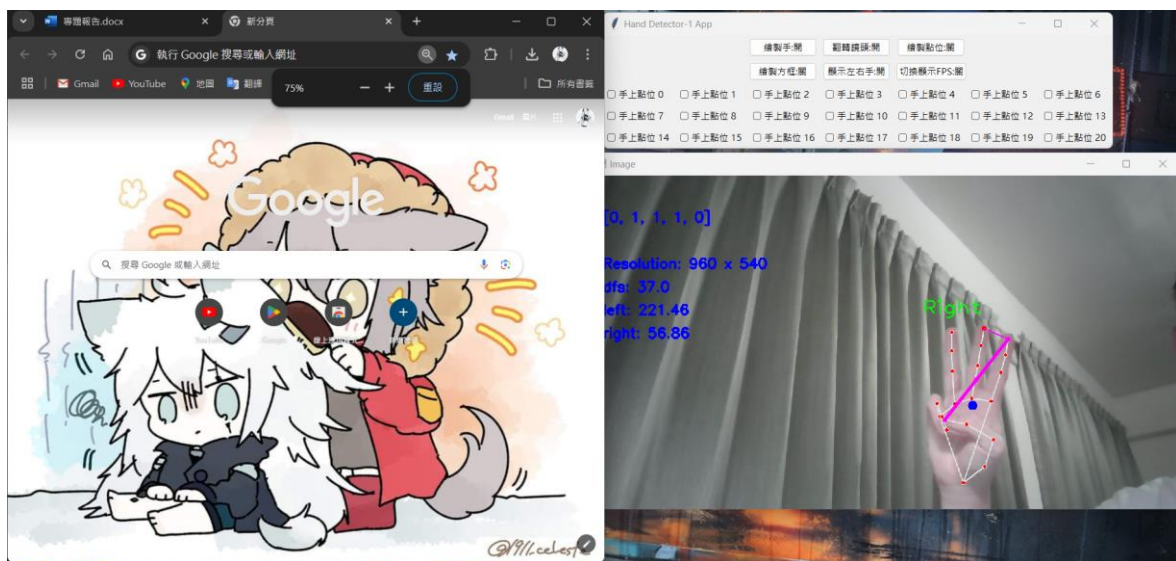 專題報告.docx
新分頁
執行 Google 搜尋或輸入網址
Gmail
YouTube
地圖
翻譯
所有書籤
75%
重設
Gmail 圖片
Google
搜尋 Google 或輸入網址
YouTube
Google
Hand Detector-1 App
繪製手:開 翻轉鏡頭:開 繪製點位:關
繪製方框:關 顯示左右手:開 切換顯示FPS:關
手上點位 0 手上點位 1 手上點位 2 手上點位 3 手上點位 4 手上點位 5 手上點位 6
手上點位 7 手上點位 8 手上點位 9 手上點位 10 手上點位 11 手上點位 12 手上點位 13
手上點位 14 手上點位 15 手上點位 16 手上點位 17 手上點位 18 手上點位 19 手上點位 20
Image
[0, 1, 1, 1, 0]
Resolution: 960 x 540
dfs: 37.0
left: 221.46
right: 56.86
Right